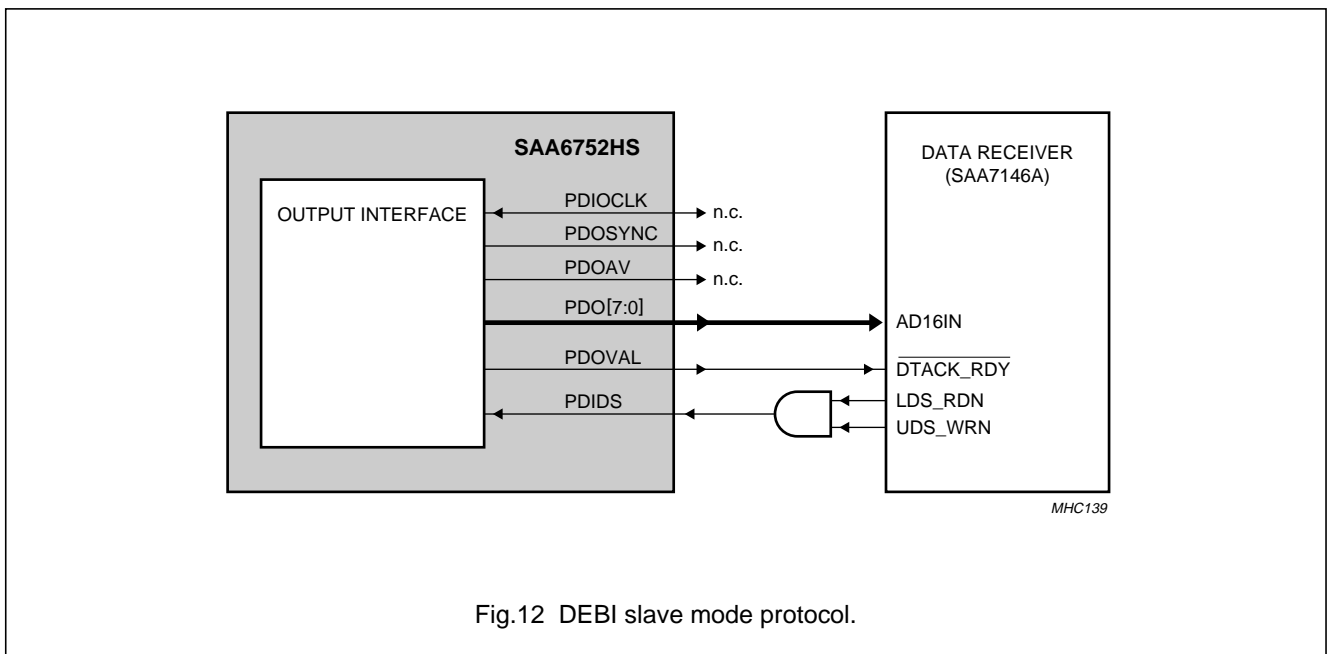 SAA6752HS
DATA RECEIVER
(SAA7146A)
OUTPUT INTERFACE
PDIOCLK
n.c.
PDOSYNC
n.c.
PDOAV
n.c.
PDO[7:0]
AD16IN
PDOVAL
DTACK_RDY
PDIDS
LDS_RDN
UDS_WRN
MHC139
Fig.12 DEBI slave mode protocol.